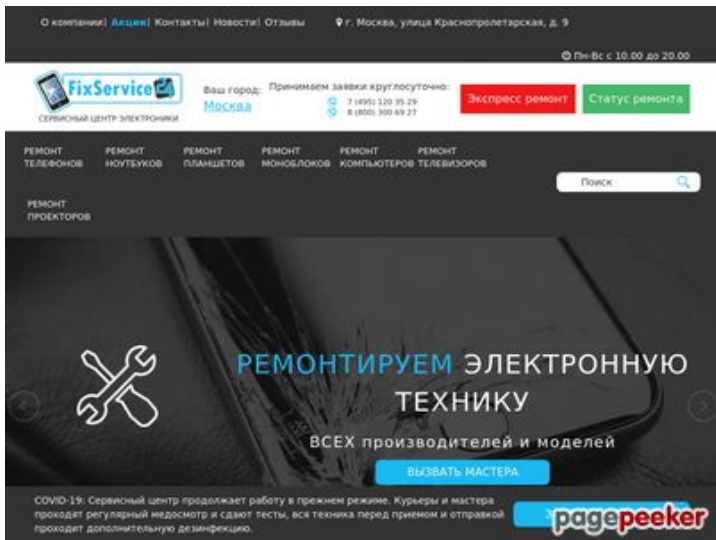 О компании| Акции| Контакты| Новости| Отзывы
г. Москва, улица Краснопролетарская, д. 9
Пн-Вс с 10.00 до 20.00
FixService24
СЕРВИСНЫЙ ЦЕНТР ЭЛЕКТРОНИКИ
Ваш город:
Москва
Принимаем заявки круглосуточно:
7 (495) 120 35 29
8 (800) 300 69 27
Экспресс ремонт
Статус ремонта
РЕМОНТ ТЕЛЕФОНОВ
РЕМОНТ НОУТБУКОВ
РЕМОНТ ПЛАНШЕТОВ
РЕМОНТ МОНОБЛОКОВ
РЕМОНТ КОМПЬЮТЕРОВ
РЕМОНТ ТЕЛЕВИЗОРОВ
Поиск
РЕМОНТ ПРОЕКТОРОВ
РЕМОНТИРУЕМ ЭЛЕКТРОННУЮ
ТЕХНИКУ
ВСЕХ производителей и моделей
ВЫЗВАТЬ МАСТЕРА
COVID-19: Сервисный центр продолжает работу в прежнем режиме. Курьеры и мастера
проходят регулярный медосмотр и сдают тесты, вся техника перед приемом и отправкой
проходит дополнительную дезинфекцию.
pagepeeker